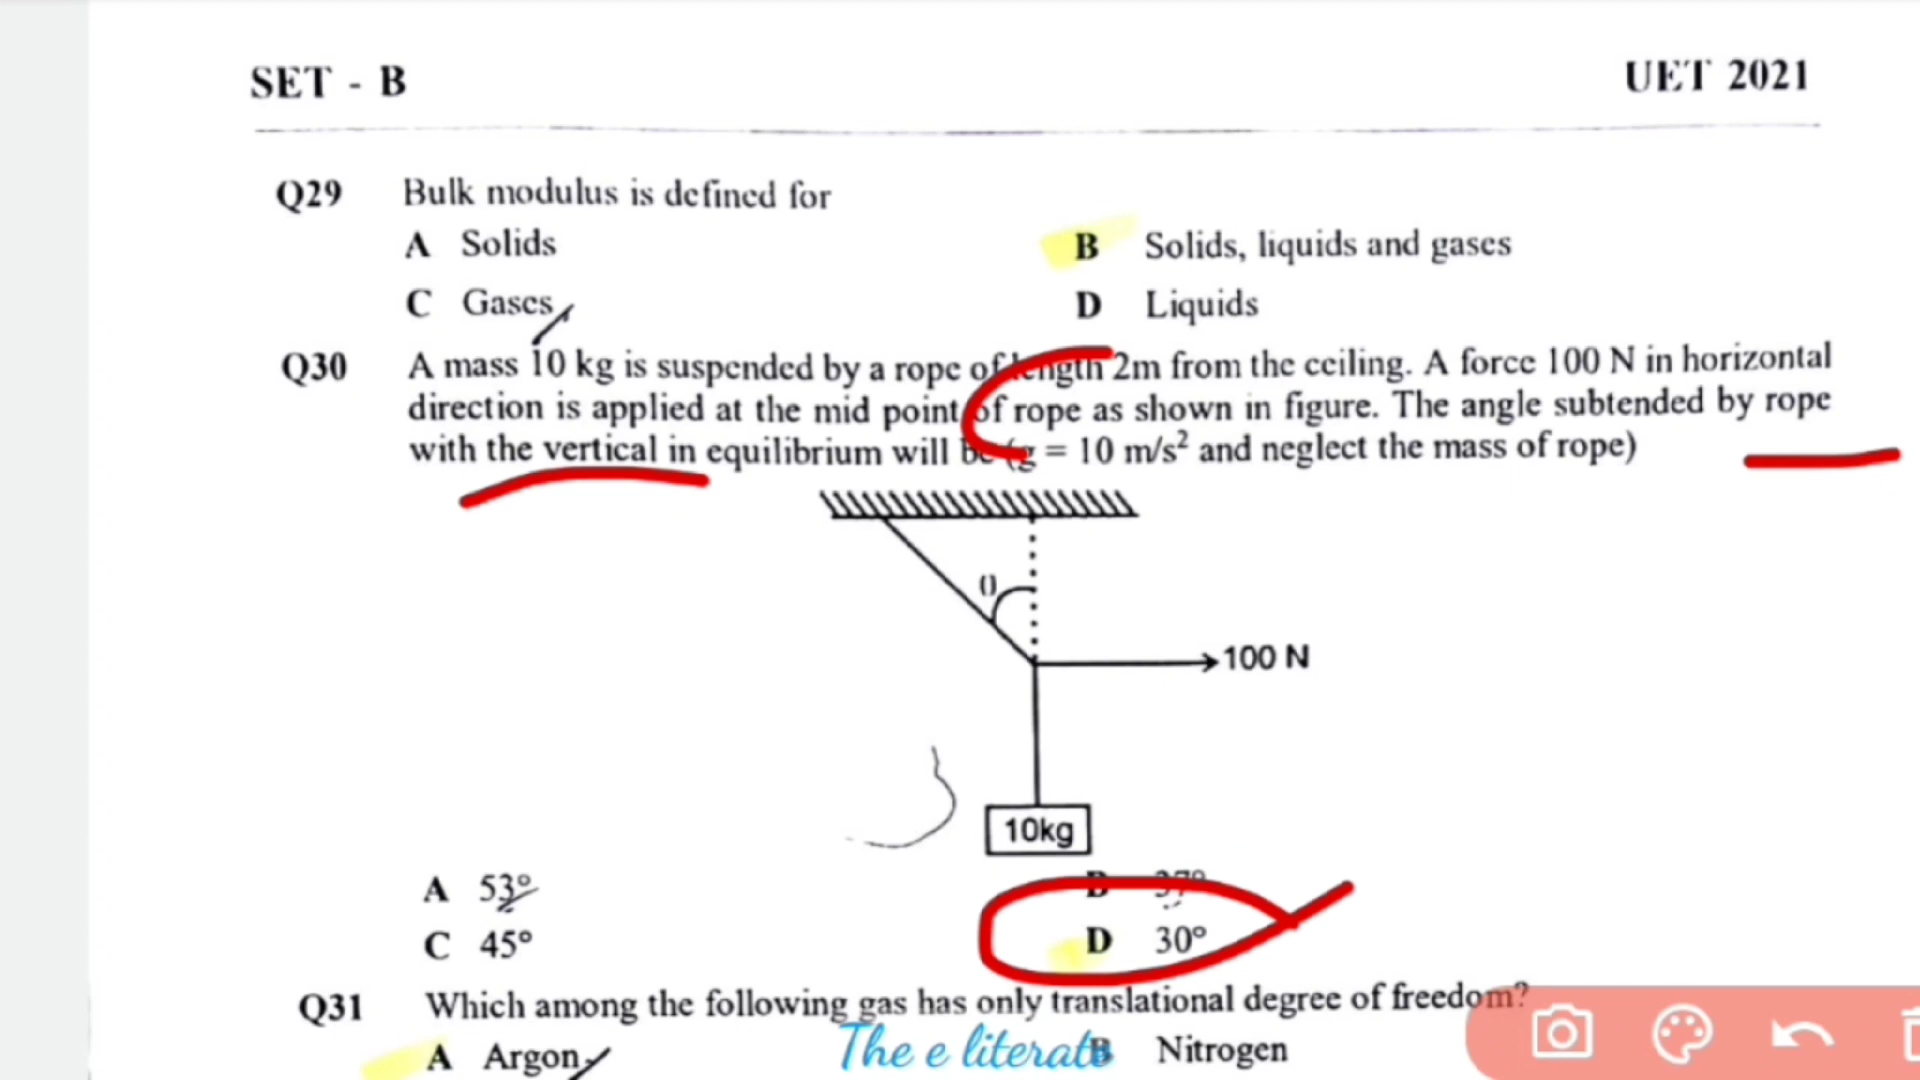 SET - B
UET 2021
Q29 Bulk modulus is defined for
A Solids
B Solids, liquids and gases
C Gases
D Liquids
Q30 A mass 10 kg is suspended by a rope of length 2m from the ceiling. A force 100 N in horizontal
direction is applied at the mid point of rope as shown in figure. The angle subtended by rope
with the vertical in equilibrium will be (g = 10 m/s² and neglect the mass of rope)
θ
100 N
10kg
A 53°
B 37°
C 45°
D 30°
Q31 Which among the following gas has only translational degree of freedom?
A Argon
B Nitrogen
The e literate